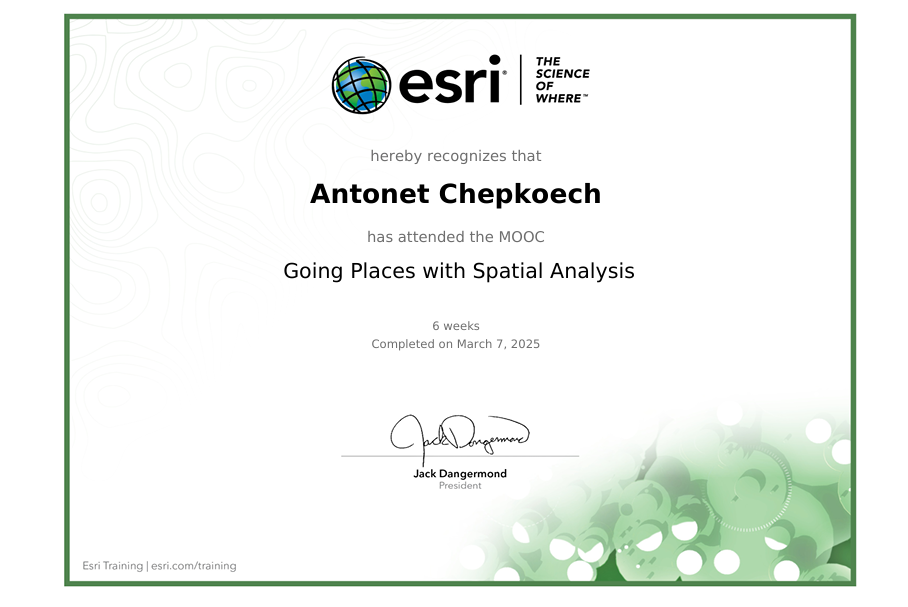 esri®
THE
SCIENCE
OF
WHERE™
hereby recognizes that
Antonet Chepkoech
has attended the MOOC
Going Places with Spatial Analysis
6 weeks
Completed on March 7, 2025
Jack Dangermond
Jack Dangermond
President
Esri Training | esri.com/training